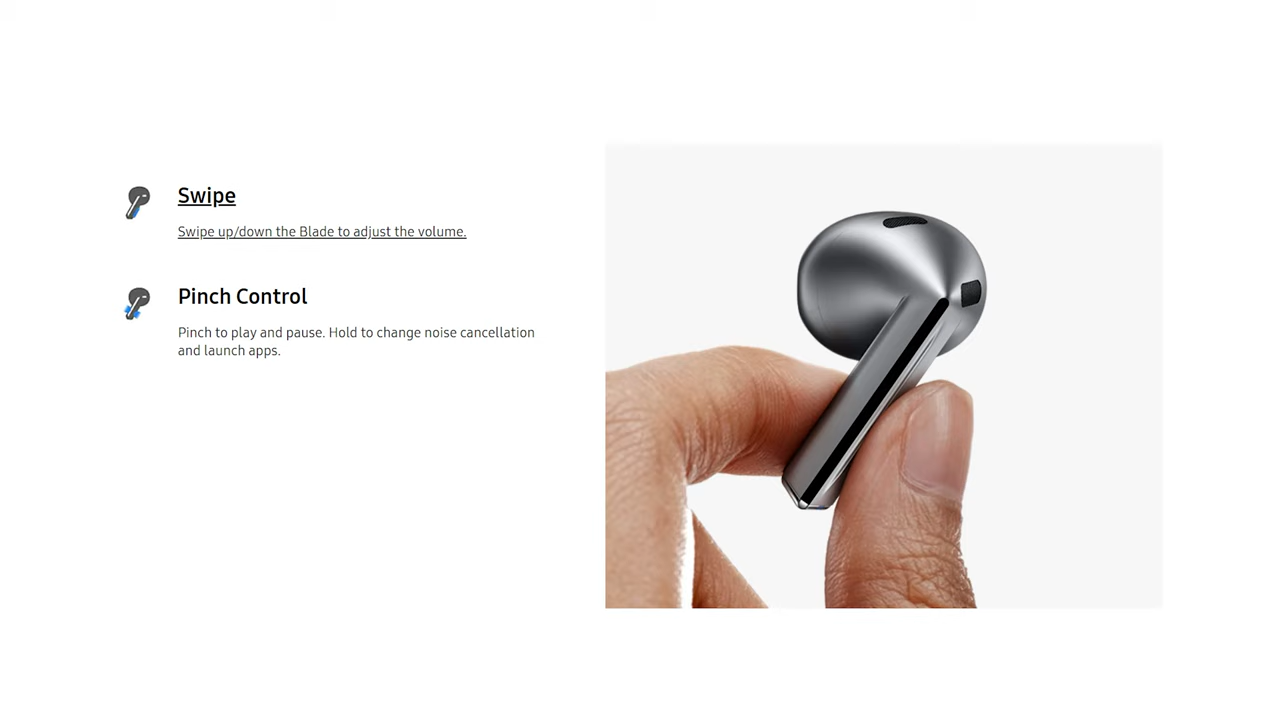 Swipe
Swipe up/down the Blade to adjust the volume.
Pinch Control
Pinch to play and pause. Hold to change noise cancellation
and launch apps.